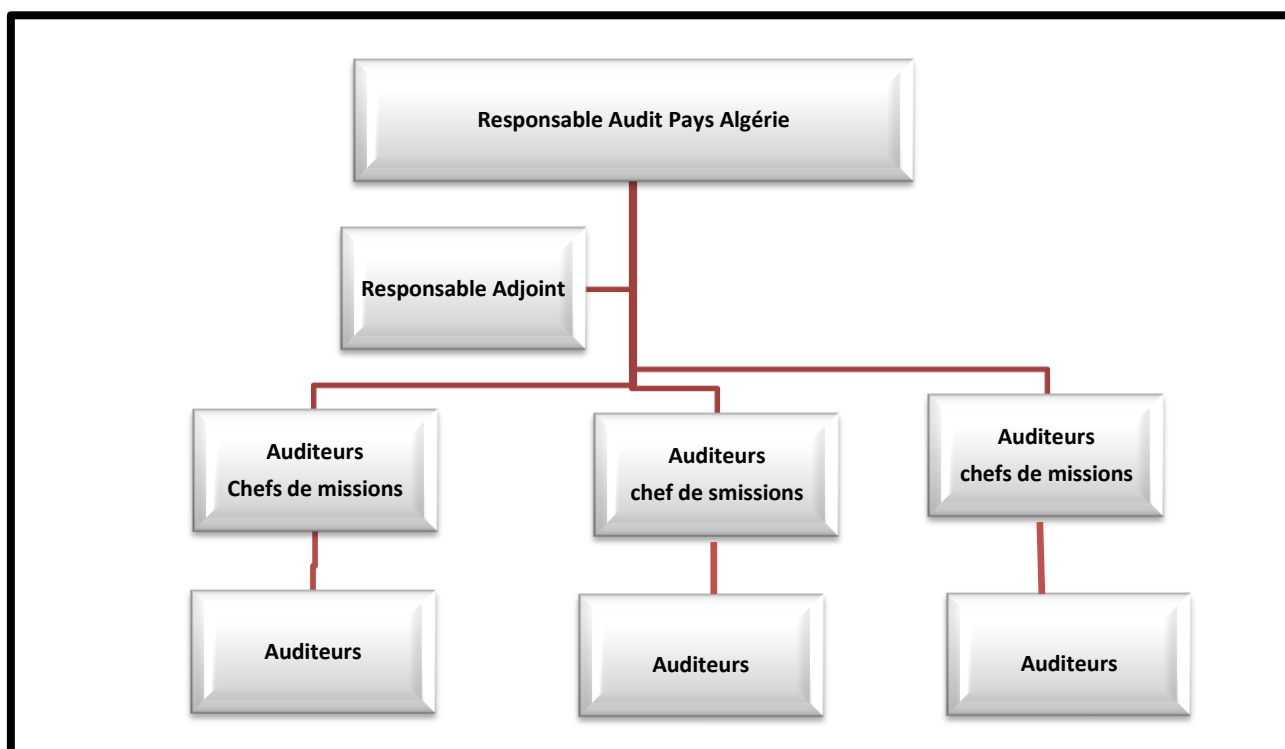 Responsable Audit Pays Algérie
Responsable Adjoint
Auditeurs
Chefs de missions
Auditeurs
chef de smissions
Auditeurs
chefs de missions
Auditeurs
Auditeurs
Auditeurs